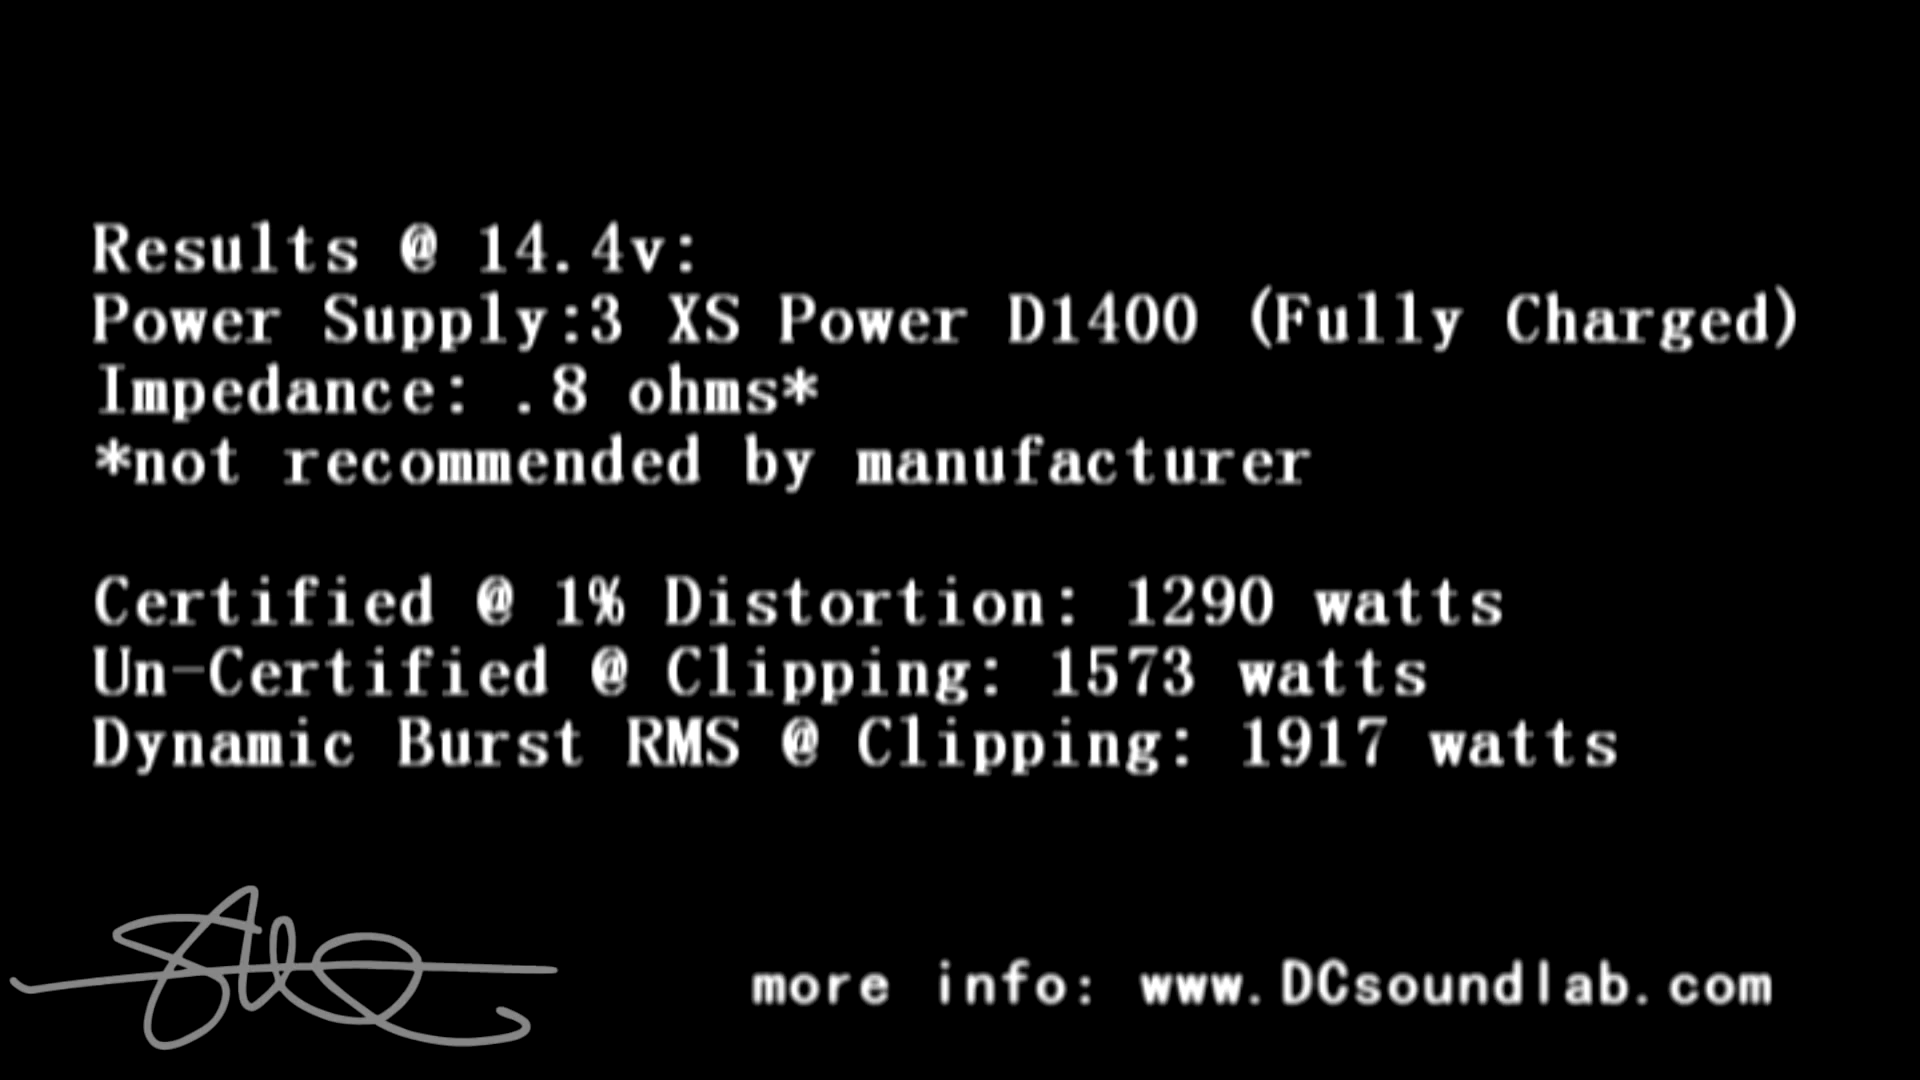 Results @ 14.4v:
Power Supply:3 XS Power D1400 (Fully Charged)
Impedance: .8 ohms*
*not recommended by manufacturer
Certified @ 1% Distortion: 1290 watts
Un-Certified @ Clipping: 1573 watts
Dynamic Burst RMS @ Clipping: 1917 watts
more info: www.DCsoundlab.com